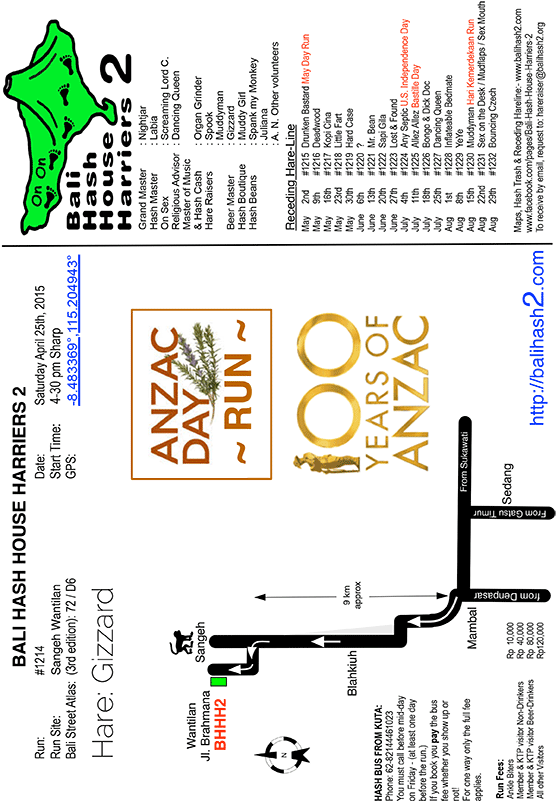 BALI HASH HOUSE HARRIERS 2
Run: #1214
Run Site: Sangeh Wantilan
Bali Street Atlas: (3rd edition): 72 / D6
Date: Saturday April 25th, 2015
Start Time: 4-30 pm Sharp
GPS: -8.483369°,115.204943°
Hare: Gizzard
ANZAC
DAY
~ RUN ~
100
YEARS OF
ANZAC
Wantilan
Jl. Brahmana
BHHH2
Sangeh
N
9 km
approx
Blahkiuh
Mambal
From Sukawati
Sedang
From Denpasar
From Gatsu Timur
http://balihash2.com
HASH BUS FROM KUTA:
Phone: 62-82144461023
You must call before mid-day
on Friday - (at least one day
before the run.)
If you book you pay the bus
fee whether you show up or
not!
For one way only the full fee
applies.
Run Fees:
Ankle Biters Rp 10,000
Member & KTP visitor Non-Drinkers Rp 40,000
Member & KTP visitor Beer-Drinkers Rp 80,000
All other Visitors Rp120,000
On On
Bali
Hash
House
Harriers 2
Grand Master : Nightjar
Hash Master : Labia
On Sex : Screaming Lord C.
Religious Advisor : Dancing Queen
Master of Music
& Hash Cash : Organ Grinder
Hare Raisers : Spook
: Muddyman
: Gizzard
Beer Master : Muddy Girl
Hash Boutique : Spank my Monkey
Hash Beans : Juliana
: A. N. Other volunteers
Receding Hare-Line
May 2nd #1215 Drunken Bastard May Day Run
May 9th #1216 Deedwood
May 16th #1217 Kopi Cina
May 23rd #1218 Little Fart
May 30th #1219 Hard Case
June 6th #1220 ?
June 13th #1221 Mr. Bean
June 20th #1222 Sapi Gila
June 27th #1223 Lost & Found
July 4th #1224 Any Septic U.S. Independence Day
July 11th #1225 Allez Allez Bastille Day
July 18th #1226 Bongo & Dick Doc
July 25th #1227 Dancing Queen
Aug 1st #1228 Inflatable Bedmate
Aug 8th #1229 YeYe
Aug 15th #1230 Muddyman Hari Kemerdekaan Run
Aug 22nd #1231 Sex on the Desk / Mudflaps / Sex Mouth
Aug 29th #1232 Bouncing Czech
Maps, Hash Trash & Receding Hareline:- www.balihash2.com
www.facebook.com/pages/Bali-Hash-House-Harriers-2
To receive by email, request to: hareraiser@balihash2.org